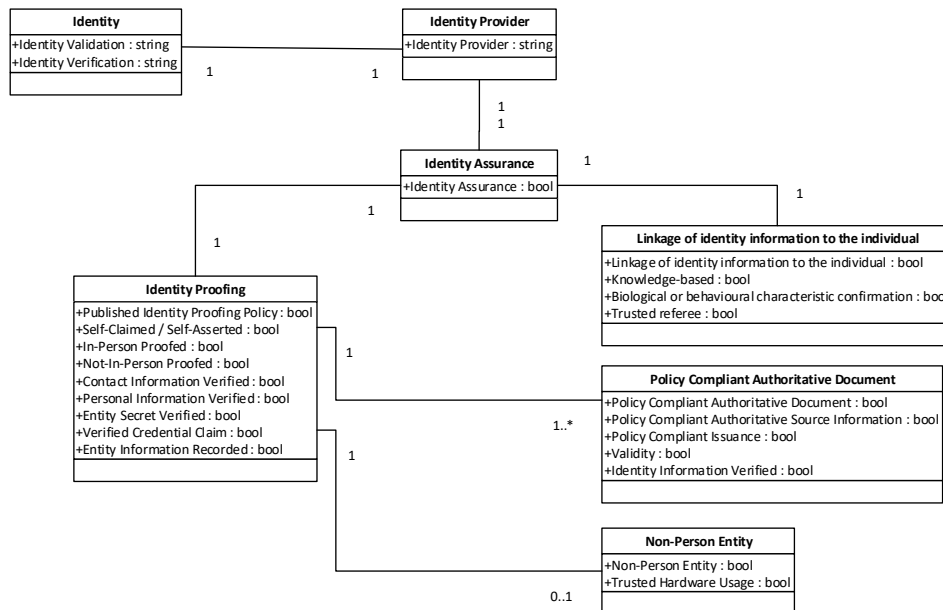 Identity
+Identity Validation : string
+Identity Verification : string
Identity Provider
+Identity Provider : string
1
1
1
1
Identity Assurance
+Identity Assurance : bool
1
1
1
1
Linkage of identity information to the individual
+Linkage of identity information to the individual : bool
+Knowledge-based : bool
+Biological or behavioural characteristic confirmation : bool
+Trusted referee : bool
Identity Proofing
+Published Identity Proofing Policy : bool
+Self-Claimed / Self-Asserted : bool
+In-Person Proofed : bool
+Not-In-Person Proofed : bool
+Contact Information Verified : bool
+Personal Information Verified : bool
+Entity Secret Verified : bool
+Verified Credential Claim : bool
+Entity Information Recorded : bool
1
1..*
1
0..1
Policy Compliant Authoritative Document
+Policy Compliant Authoritative Document : bool
+Policy Compliant Authoritative Source Information : bool
+Policy Compliant Issuance : bool
+Validity : bool
+Identity Information Verified : bool
Non-Person Entity
+Non-Person Entity : bool
+Trusted Hardware Usage : bool